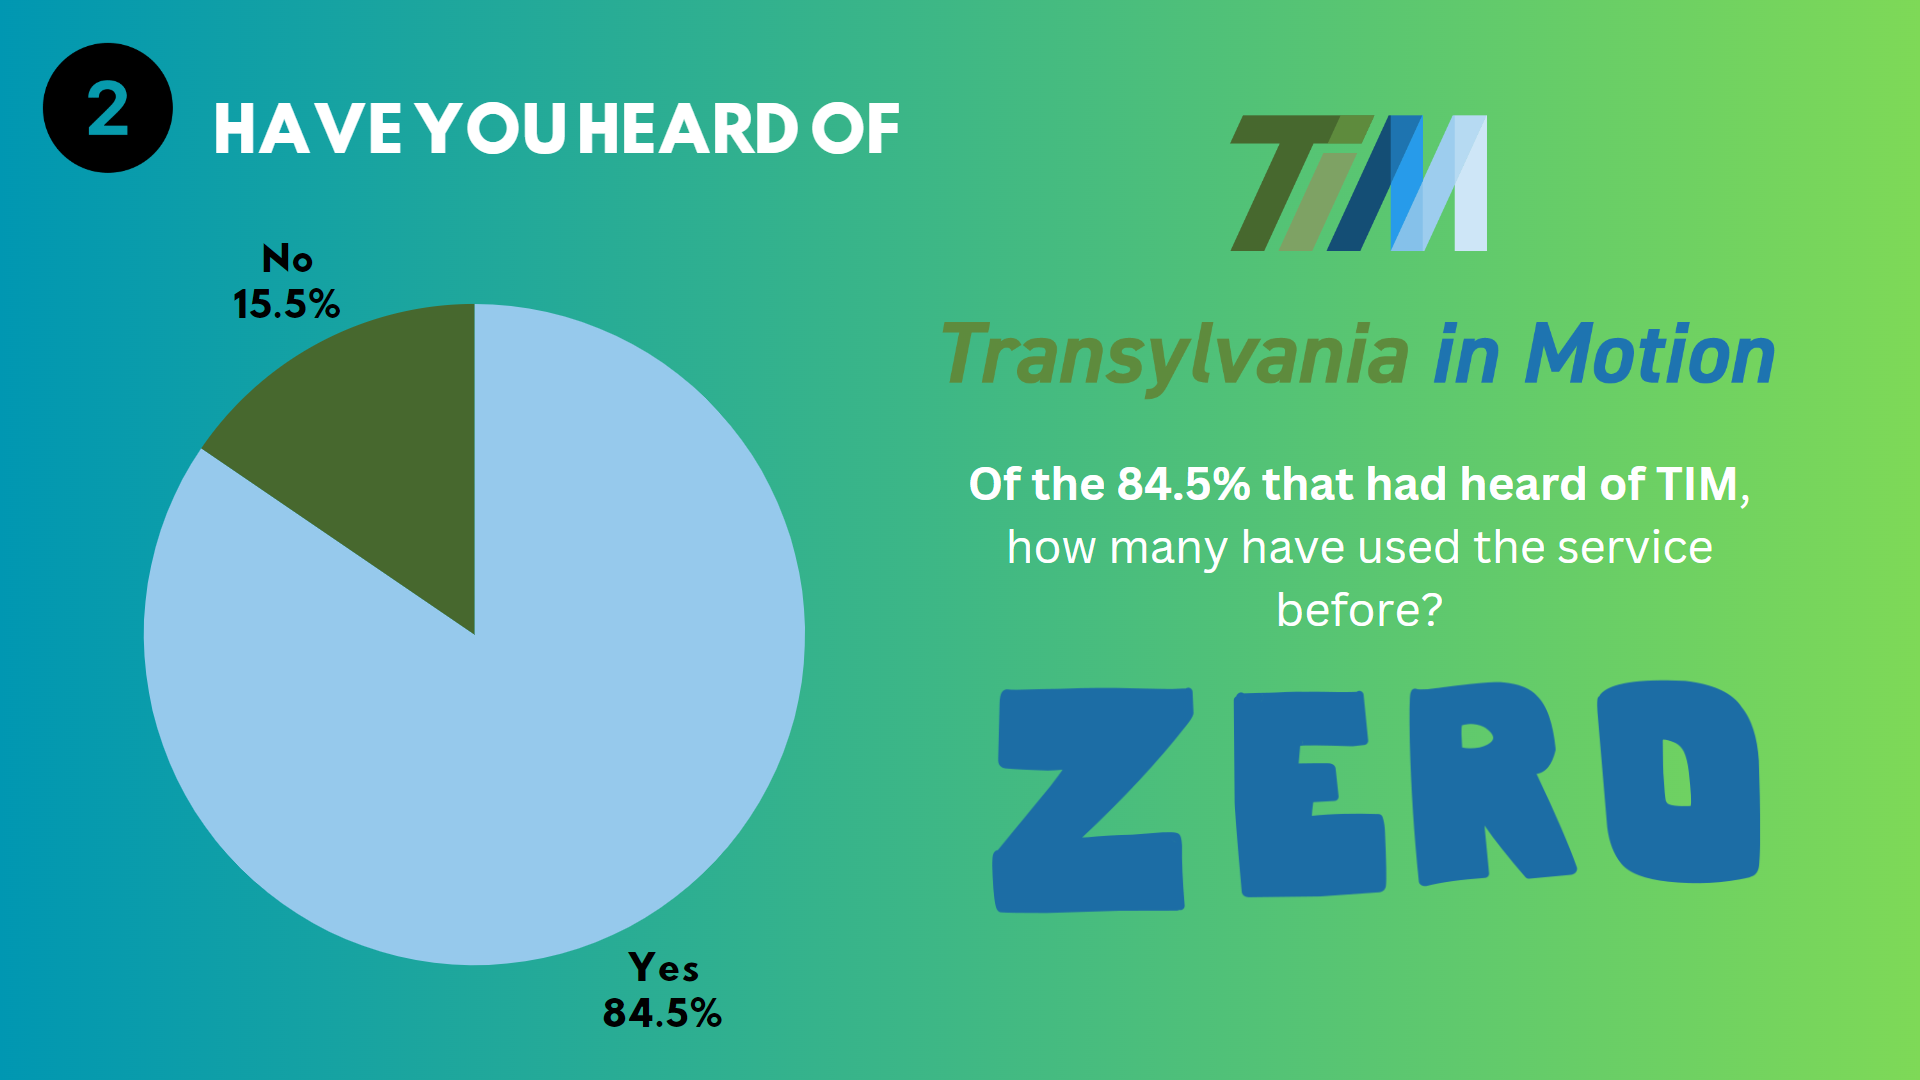 2
HAVE YOU HEARD OF
TiM
Transylvania in Motion
No
15.5%
Yes
84.5%
Of the 84.5% that had heard of TIM,
how many have used the service
before?
ZERO